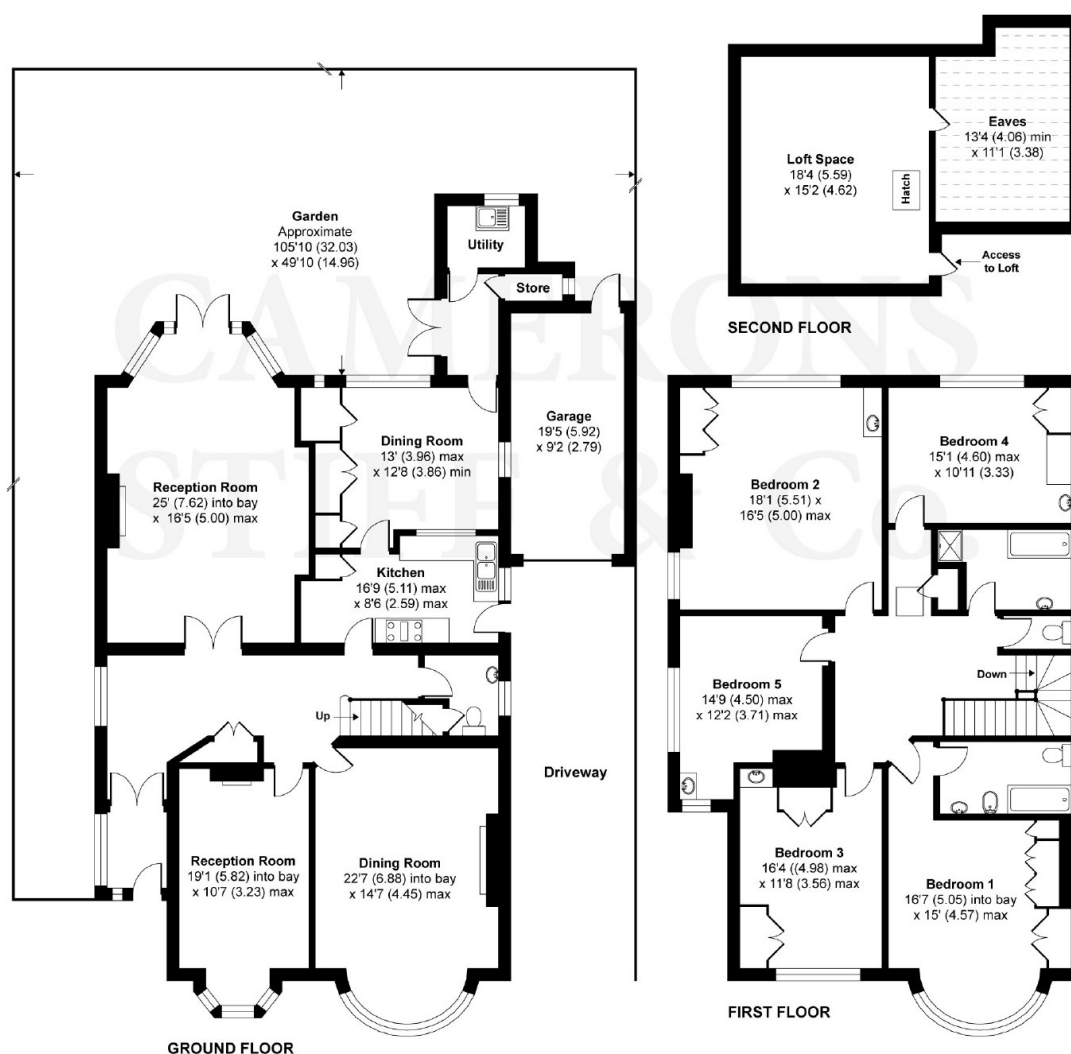 Garden
Approximate
105'10 (32.03)
x 49'10 (14.96)
Utility
Store
Garage
19'5 (5.92)
x 9'2 (2.79)
Dining Room
13' (3.96) max
x 12'8 (3.86) min
Reception Room
25' (7.62) into bay
x 16'5 (5.00) max
Kitchen
16'9 (5.11) max
x 8'6 (2.59) max
Up
Driveway
Reception Room
19'1 (5.82) into bay
x 10'7 (3.23) max
Dining Room
22'7 (6.88) into bay
x 14'7 (4.45) max
GROUND FLOOR
Eaves
13'4 (4.06) min
x 11'1 (3.38)
Loft Space
18'4 (5.59)
x 15'2 (4.62)
Hatch
Access
to Loft
SECOND FLOOR
Bedroom 4
15'1 (4.60) max
x 10'11 (3.33)
Bedroom 2
18'1 (5.51) x
16'5 (5.00) max
Down
Bedroom 5
14'9 (4.50) max
x 12'2 (3.71) max
Bedroom 3
16'4 ((4.98) max
x 11'8 (3.56) max
Bedroom 1
16'7 (5.05) into bay
x 15' (4.57) max
FIRST FLOOR
CAMERONS
STIFF & Co.